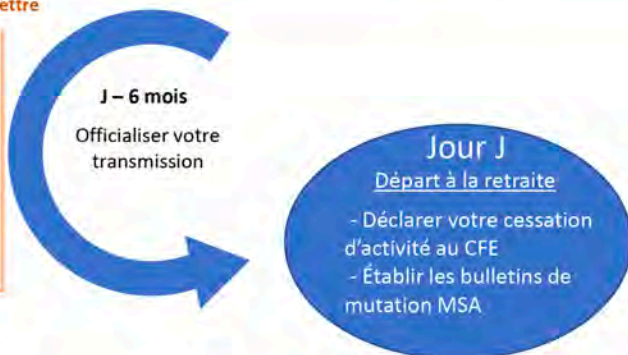 ettre
J – 6 mois
Officialiser votre
transmission
Jour J
Départ à la retraite
- Déclarer votre cessation
d'activité au CFE
- Établir les bulletins de
mutation MSA